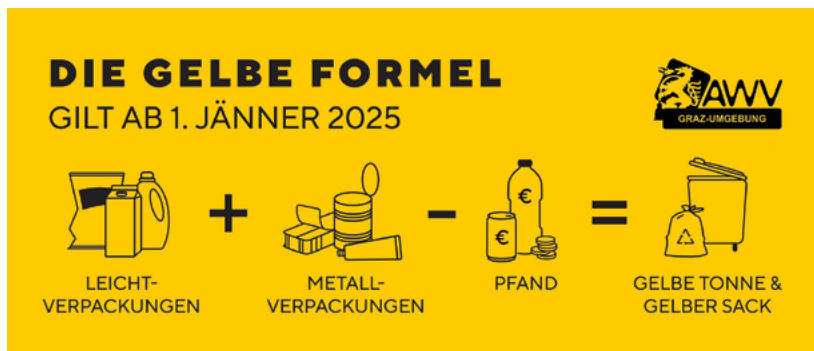 DIE GELBE FORMEL
GILT AB 1. JÄNNER 2025
AWV
GRAZ-UMGEBUNG
+
-
€
€
=
LEICHT-
VERPACKUNGEN
METALL-
VERPACKUNGEN
PFAND
GELBE TONNE &
GELBER SACK